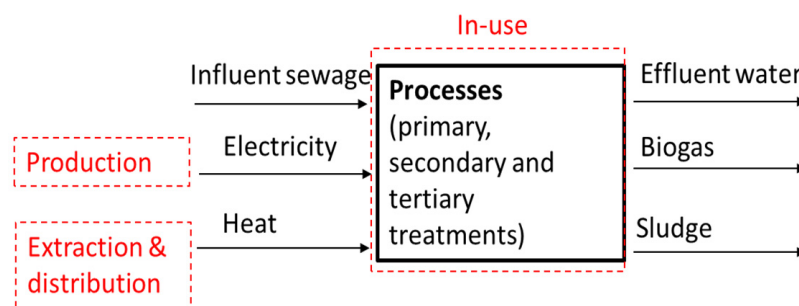 In-use
Influent sewage
Effluent water
Processes
(primary,
secondary and
tertiary
treatments)
Electricity
Biogas
Production
Heat
Sludge
Extraction &
distribution